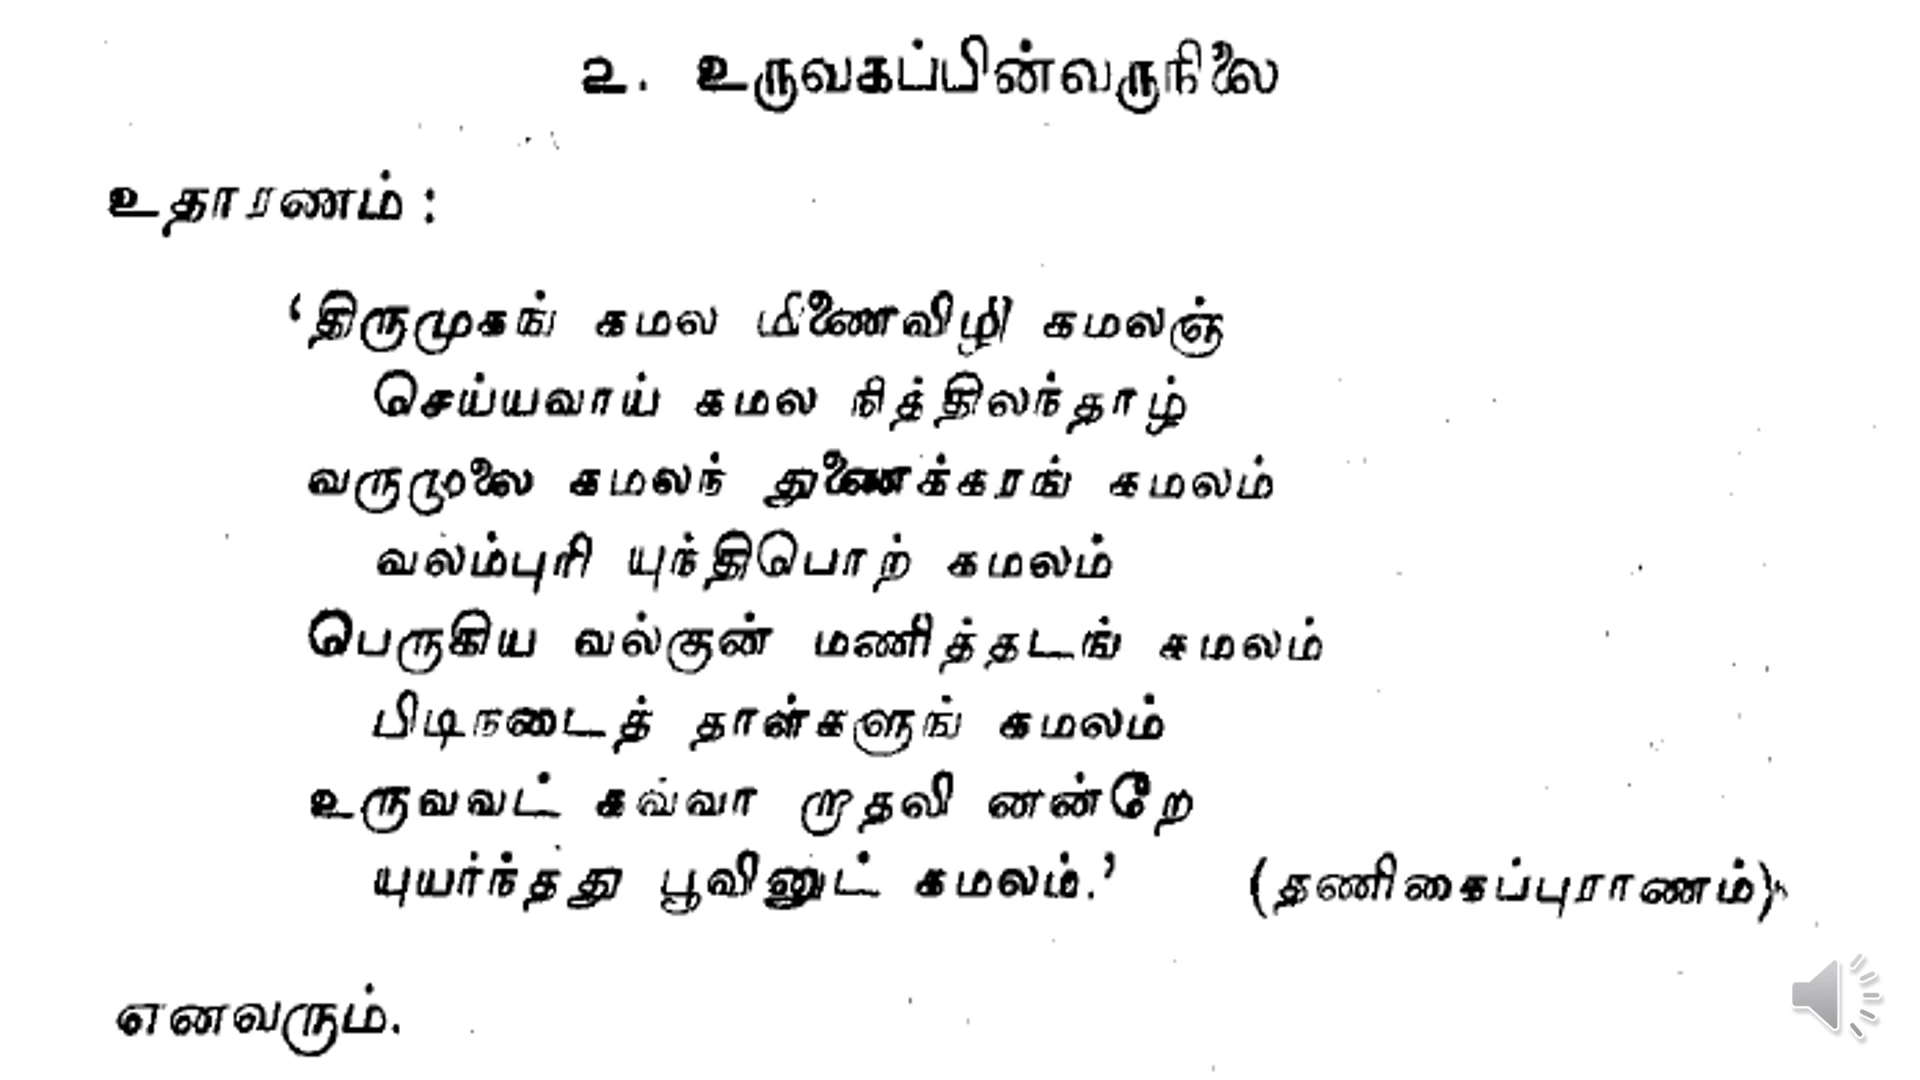 உ. உருவகப்பின்வருநிலை
உதாரணம் :
‘திருமுகங் கமல மிணைவிழி கமலஞ்
செய்யவாய் கமல நித்திலந்தாழ்
வருமுலை கமலந் துணைக்கரங் கமலம்
வலம்புரி யுந்திபொற் கமலம்
பெருகிய வல்குன் மணித்தடங் கமலம்
பிடிநடைத் தாள்களுங் கமலம்
உருவவட் கவ்வா றாதலி னன்றே
யுயர்ந்தது பூவினுட் கமலம்.’ (தணிகைப்புராணம்)
எனவரும்.